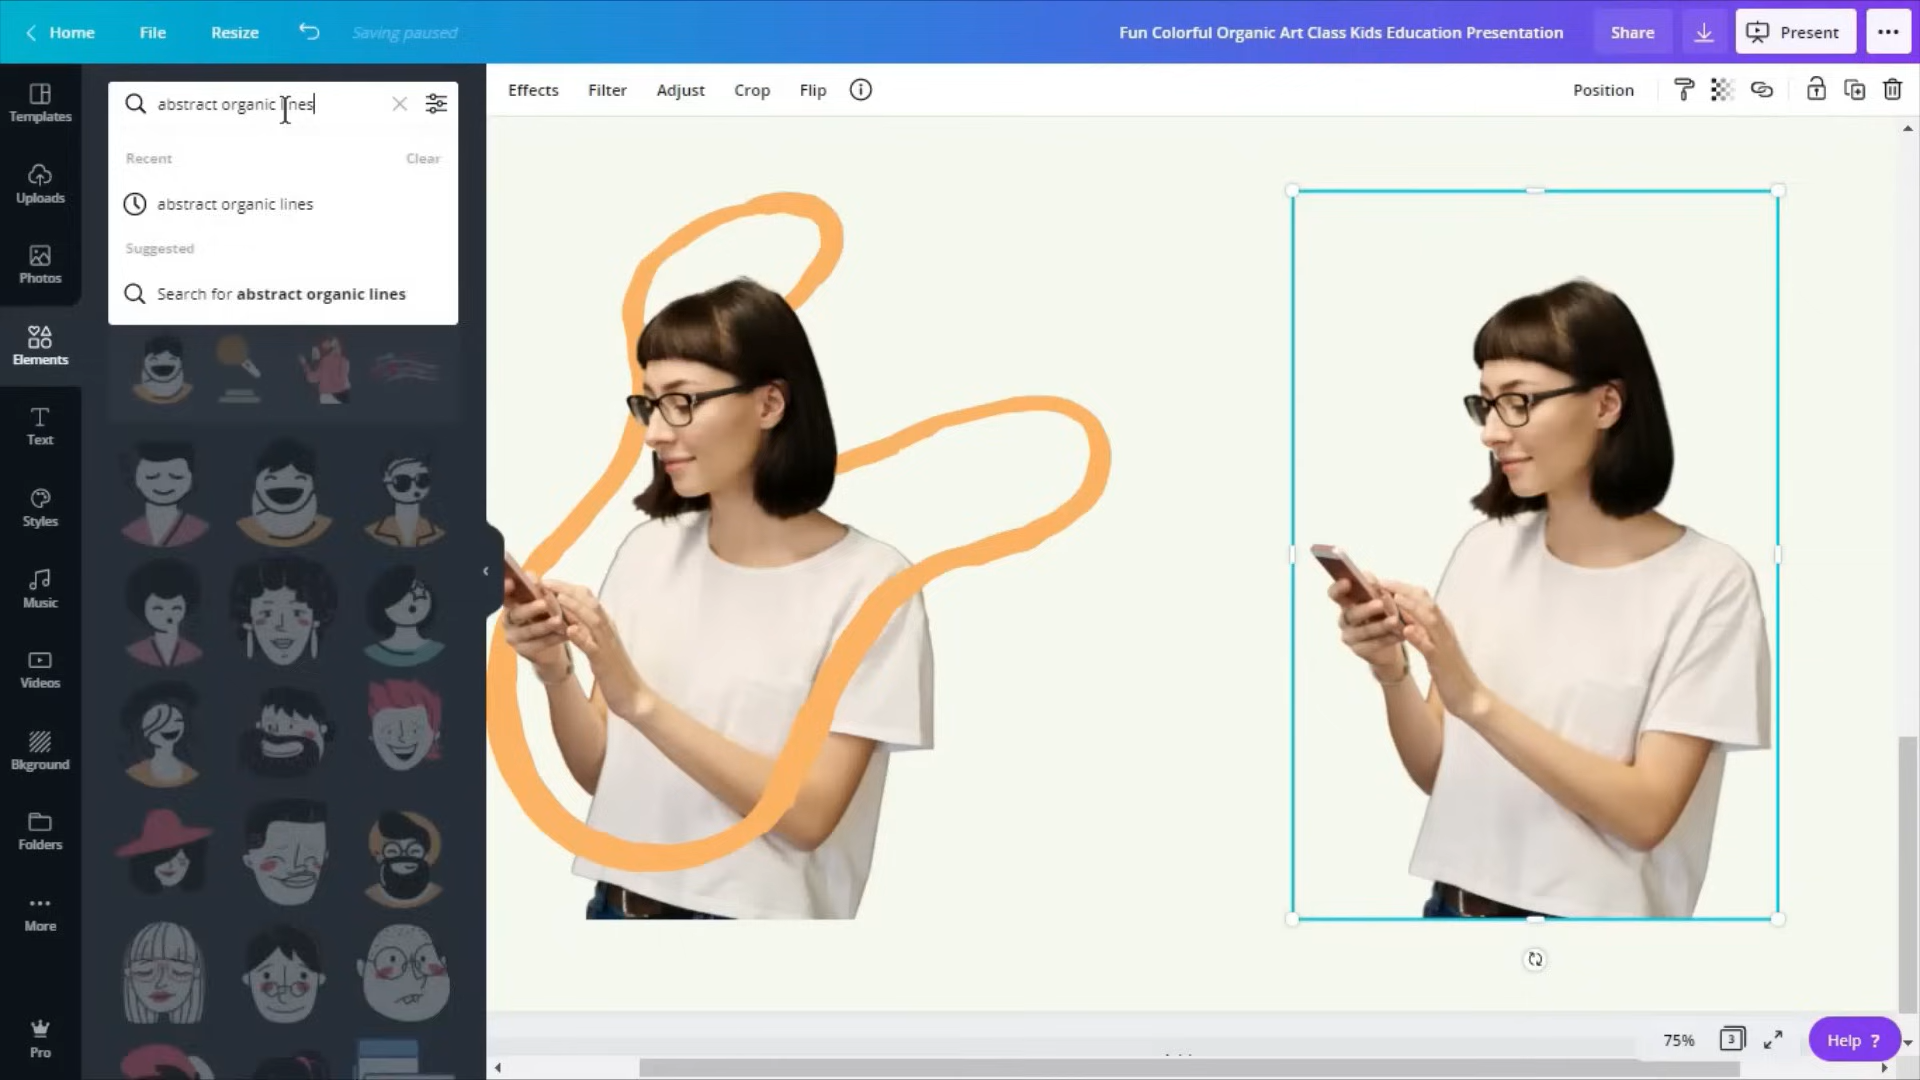 Home File Resize Saving paused Fun Colorful Organic Art Class Kids Education Presentation Share Present
Templates
Uploads
Photos
Elements
Text
Styles
Music
Videos
Bkground
Folders
More
Pro
abstract organic lines
Recent Clear
abstract organic lines
Suggested
Search for abstract organic lines
Effects Filter Adjust Crop Flip Position
75% 3 Help ?